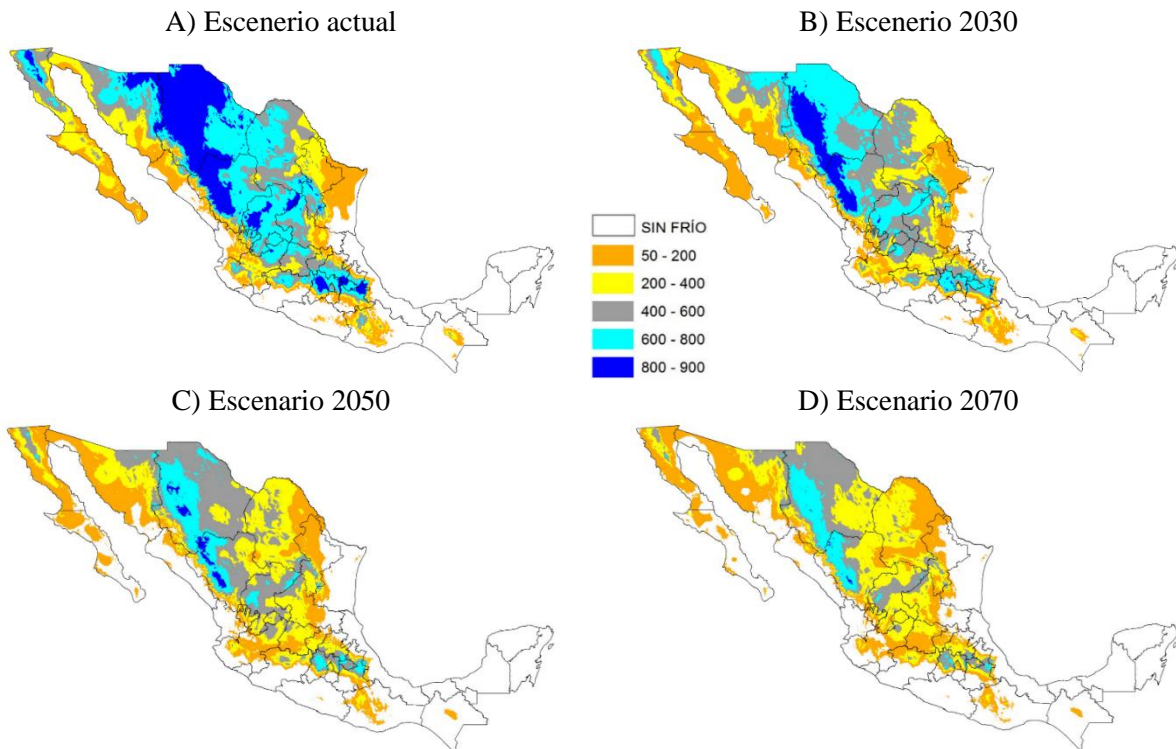 A) Escenerio actual
B) Escenerio 2030
SIN FRÍO
50 - 200
200 - 400
400 - 600
600 - 800
800 - 900
C) Escenario 2050
D) Escenario 2070